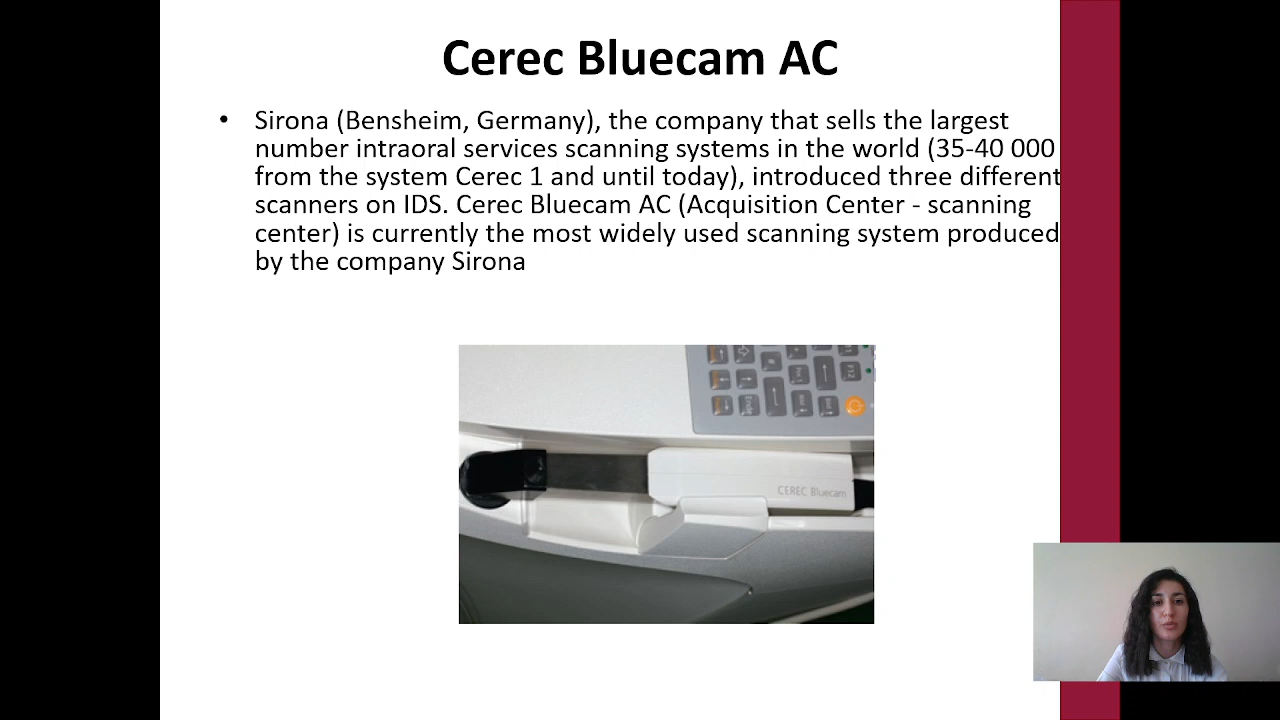 Cerec Bluecam AC
• Sirona (Bensheim, Germany), the company that sells the largest
number intraoral services scanning systems in the world (35-40 000
from the system Cerec 1 and until today), introduced three different
scanners on IDS. Cerec Bluecam AC (Acquisition Center - scanning
center) is currently the most widely used scanning system produced
by the company Sirona
F12
Ende
CEREC Bluecam